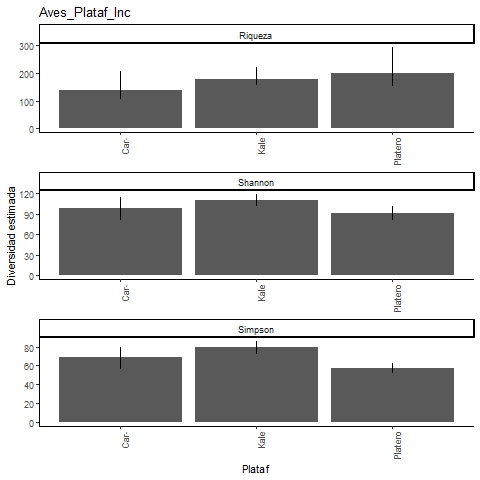 Aves_Plataf_Inc
Riqueza
300
200
100
0
Car-
Kale
Platero
Diversidad estimada
Shannon
120
90
60
30
0
Car-
Kale
Platero
Simpson
80
60
40
20
0
Car-
Kale
Platero
Plataf